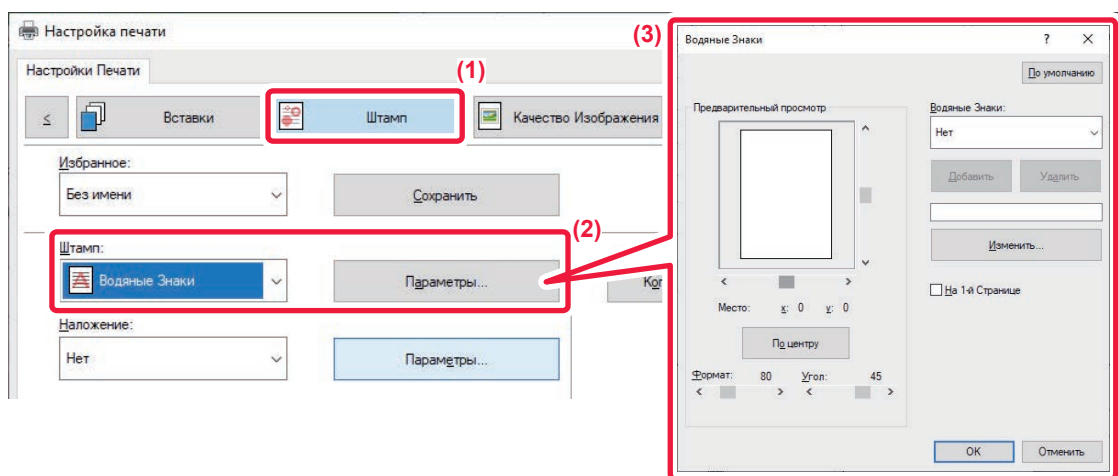 Настройка печати
Настройки Печати
(1)
<
Вставки
Штамп
Качество Изображения
Избранное:
Без имени
Сохранить
(2)
Штамп:
Водяные Знаки
Параметры...
Наложение:
Нет
Параметры...
(3)
Водяные Знаки
? X
По умолчанию
Предварительный просмотр
Водяные Знаки:
Нет
Добавить
Удалить
Изменить...
На 1-й Странице
Место: x: 0 y: 0
По центру
Формат: 80 Угол: 45
OK
Отменить